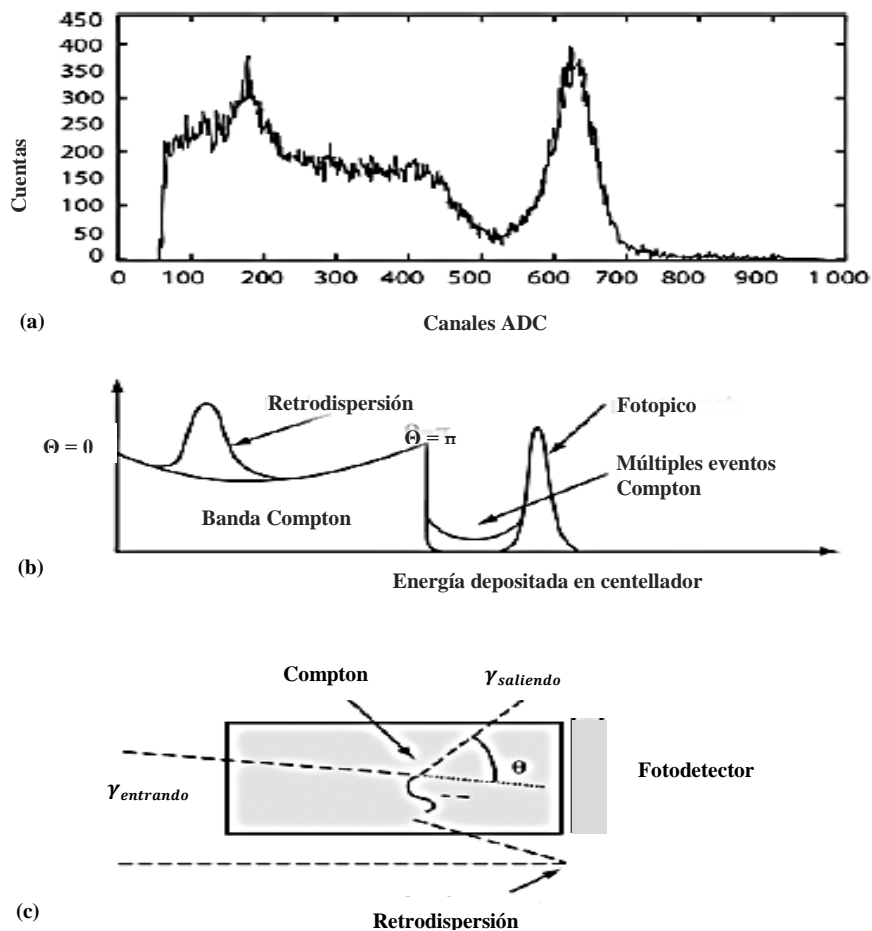 450
400
350
300
250
200
150
100
50
0
Cuentas
0 100 200 300 400 500 600 700 800 900 1 000
(a)
Canales ADC
Retrodispersión
Fotopico
Θ = 0
Θ = π
Múltiples eventos
Compton
Banda Compton
(b)
Energía depositada en centellador
Compton
γsaliendo
Θ
Fotodetector
γentrando
(c)
Retrodispersión